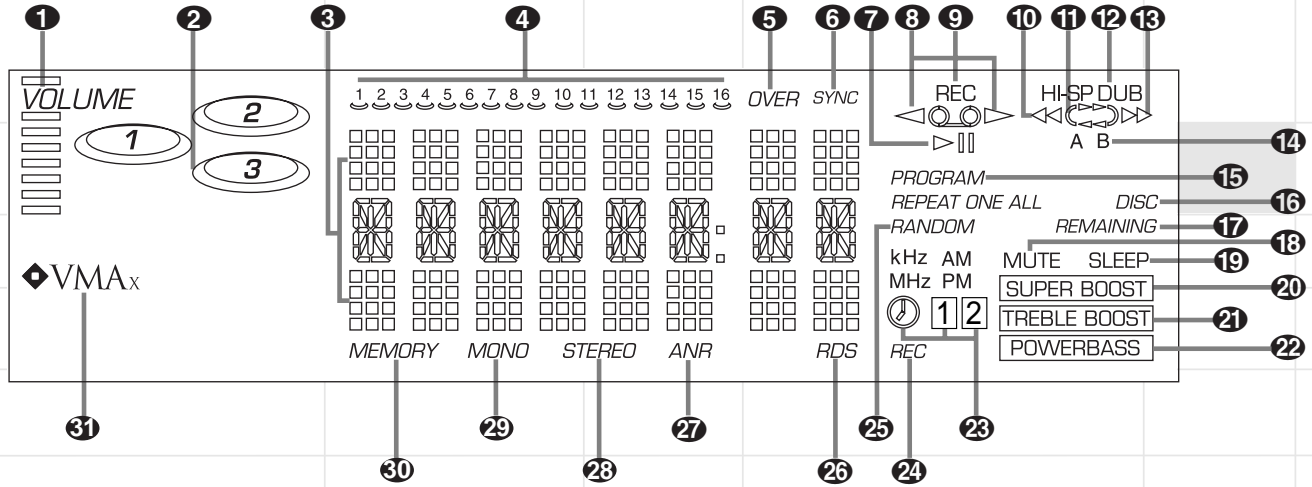 1 2 3 4 5 6 7 8 9 10 11 12 13
VOLUME 1 2 3 4 5 6 7 8 9 10 11 12 13 14 15 16 OVER SYNC REC HI-SP DUB
2
1
3
A B 14
PROGRAM 15
REPEAT ONE ALL DISC 16
RANDOM REMAINING 17
kHz AM MUTE SLEEP 18
19
MHz PM SUPER BOOST 20
1 2 TREBLE BOOST 21
VMAx
MEMORY MONO STEREO ANR RDS REC POWERBASS 22
31 30 29 28 27 26 25 24 23